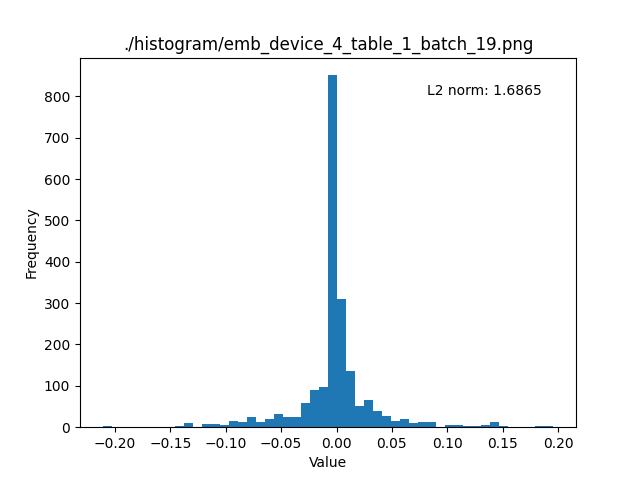 ./histogram/emb_device_4_table_1_batch_19.png
L2 norm: 1.6865
800
700
600
500
400
300
200
100
0
Frequency
−0.20 −0.15 −0.10 −0.05 0.00 0.05 0.10 0.15 0.20
Value